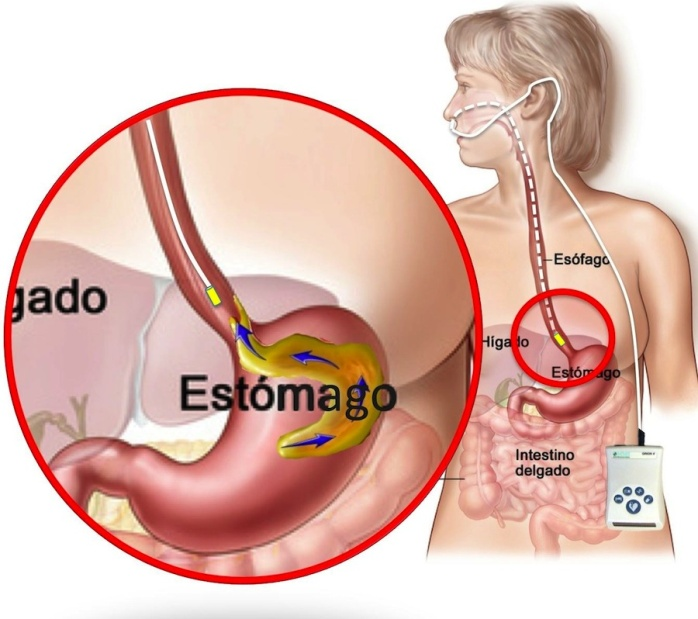 gado
Estómago
Esófago
Hígado
Estómago
Intestino
delgado